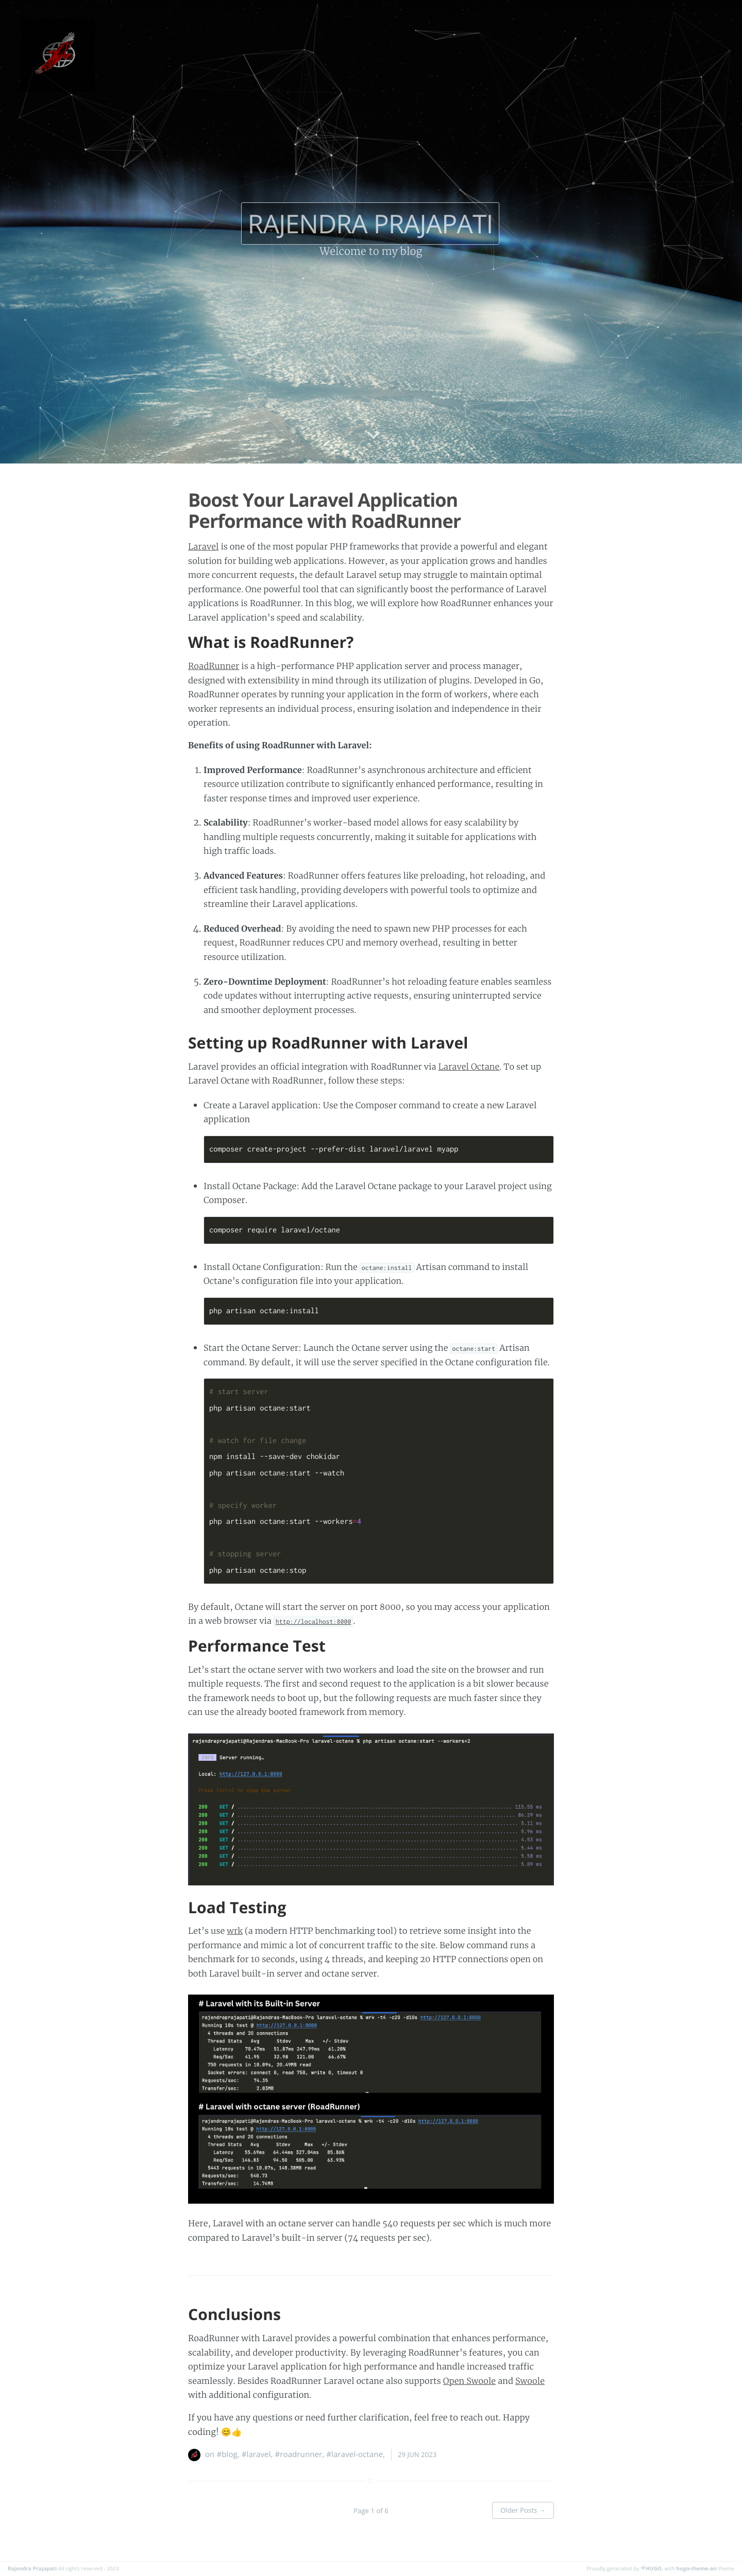 RAJENDRA PRAJAPATI
Welcome to my blog
Boost Your Laravel Application
Performance with RoadRunner
Laravel is one of the most popular PHP frameworks that provide a powerful and elegant
solution for building web applications. However, as your application grows and handles
more concurrent requests, the default Laravel setup may struggle to maintain optimal
performance. One powerful tool that can significantly boost the performance of Laravel
applications is RoadRunner. In this blog, we will explore how RoadRunner enhances your
Laravel application's speed and scalability.
What is RoadRunner?
RoadRunner is a high-performance PHP application server and process manager,
designed with extensibility in mind through its utilization of plugins. Developed in Go,
RoadRunner operates by running your application in the form of workers, where each
worker represents an individual process, ensuring isolation and independence in their
operation.
Benefits of using RoadRunner with Laravel:
1. Improved Performance: RoadRunner's asynchronous architecture and efficient
resource utilization contribute to significantly enhanced performance, resulting in
faster response times and improved user experience.
2. Scalability: RoadRunner's worker-based model allows for easy scalability by
handling multiple requests concurrently, making it suitable for applications with
high traffic loads.
3. Advanced Features: RoadRunner offers features like preloading, hot reloading, and
efficient task handling, providing developers with powerful tools to optimize and
streamline their Laravel applications.
4. Reduced Overhead: By avoiding the need to spawn new PHP processes for each
request, RoadRunner reduces CPU and memory overhead, resulting in better
resource utilization.
5. Zero-Downtime Deployment: RoadRunner's hot reloading feature enables seamless
code updates without interrupting active requests, ensuring uninterrupted service
and smoother deployment processes.
Setting up RoadRunner with Laravel
Laravel provides an official integration with RoadRunner via Laravel Octane. To set up
Laravel Octane with RoadRunner, follow these steps:
• Create a Laravel application: Use the Composer command to create a new Laravel
application
composer create-project --prefer-dist laravel/laravel myapp
• Install Octane Package: Add the Laravel Octane package to your Laravel project using
Composer.
composer require laravel/octane
• Install Octane Configuration: Run the octane:install Artisan command to install
Octane's configuration file into your application.
php artisan octane:install
• Start the Octane Server: Launch the Octane server using the octane:start Artisan
command. By default, it will use the server specified in the Octane configuration file.
# start server
php artisan octane:start
# watch for file change
npm install --save-dev chokidar
php artisan octane:start --watch
# specify worker
php artisan octane:start --workers=4
# stopping server
php artisan octane:stop
By default, Octane will start the server on port 8000, so you may access your application
in a web browser via http://localhost:8000 .
Performance Test
Let's start the octane server with two workers and load the site on the browser and run
multiple requests. The first and second request to the application is a bit slower because
the framework needs to boot up, but the following requests are much faster since they
can use the already booted framework from memory.
rajendraprajapati@Rajendras-MacBook-Pro laravel-octane % php artisan octane:start --workers=2
INFO Server running…
Local: http://127.0.0.1:8000
Press Ctrl+C to stop the server
200 GET / 113.55 ms
200 GET / 86.29 ms
200 GET / 5.11 ms
200 GET / 5.96 ms
200 GET / 4.53 ms
200 GET / 5.44 ms
200 GET / 5.58 ms
200 GET / 5.09 ms
Load Testing
Let's use wrk (a modern HTTP benchmarking tool) to retrieve some insight into the
performance and mimic a lot of concurrent traffic to the site. Below command runs a
benchmark for 10 seconds, using 4 threads, and keeping 20 HTTP connections open on
both Laravel built-in server and octane server.
# Laravel with its Built-in Server
rajendraprajapati@Rajendras-MacBook-Pro laravel-octane % wrk -t4 -c20 -d10s http://127.0.0.1:8000
Running 10s test @ http://127.0.0.1:8000
4 threads and 20 connections
Thread Stats Avg Stdev Max +/- Stdev
Latency 70.47ms 51.87ms 247.99ms 61.20%
Req/Sec 41.95 32.98 121.00 66.67%
750 requests in 10.09s, 20.49MB read
Socket errors: connect 0, read 750, write 0, timeout 0
Requests/sec: 74.35
Transfer/sec: 2.03MB
# Laravel with octane server (RoadRunner)
rajendraprajapati@Rajendras-MacBook-Pro laravel-octane % wrk -t4 -c20 -d10s http://127.0.0.1:8000
Running 10s test @ http://127.0.0.1:8000
4 threads and 20 connections
Thread Stats Avg Stdev Max +/- Stdev
Latency 55.69ms 64.44ms 327.04ms 85.86%
Req/Sec 146.83 94.50 505.00 63.93%
5443 requests in 10.07s, 148.38MB read
Requests/sec: 540.73
Transfer/sec: 14.74MB
Here, Laravel with an octane server can handle 540 requests per sec which is much more
compared to Laravel's built-in server (74 requests per sec).
Conclusions
RoadRunner with Laravel provides a powerful combination that enhances performance,
scalability, and developer productivity. By leveraging RoadRunner's features, you can
optimize your Laravel application for high performance and handle increased traffic
seamlessly. Besides RoadRunner Laravel octane also supports Open Swoole and Swoole
with additional configuration.
If you have any questions or need further clarification, feel free to reach out. Happy
coding! 😊👍
on #blog, #laravel, #roadrunner, #laravel-octane, 29 JUN 2023
Page 1 of 6
Older Posts →
Rajendra Prajapati All rights reserved - 2023
Proudly generated by HUGO, with hugo-theme-air theme